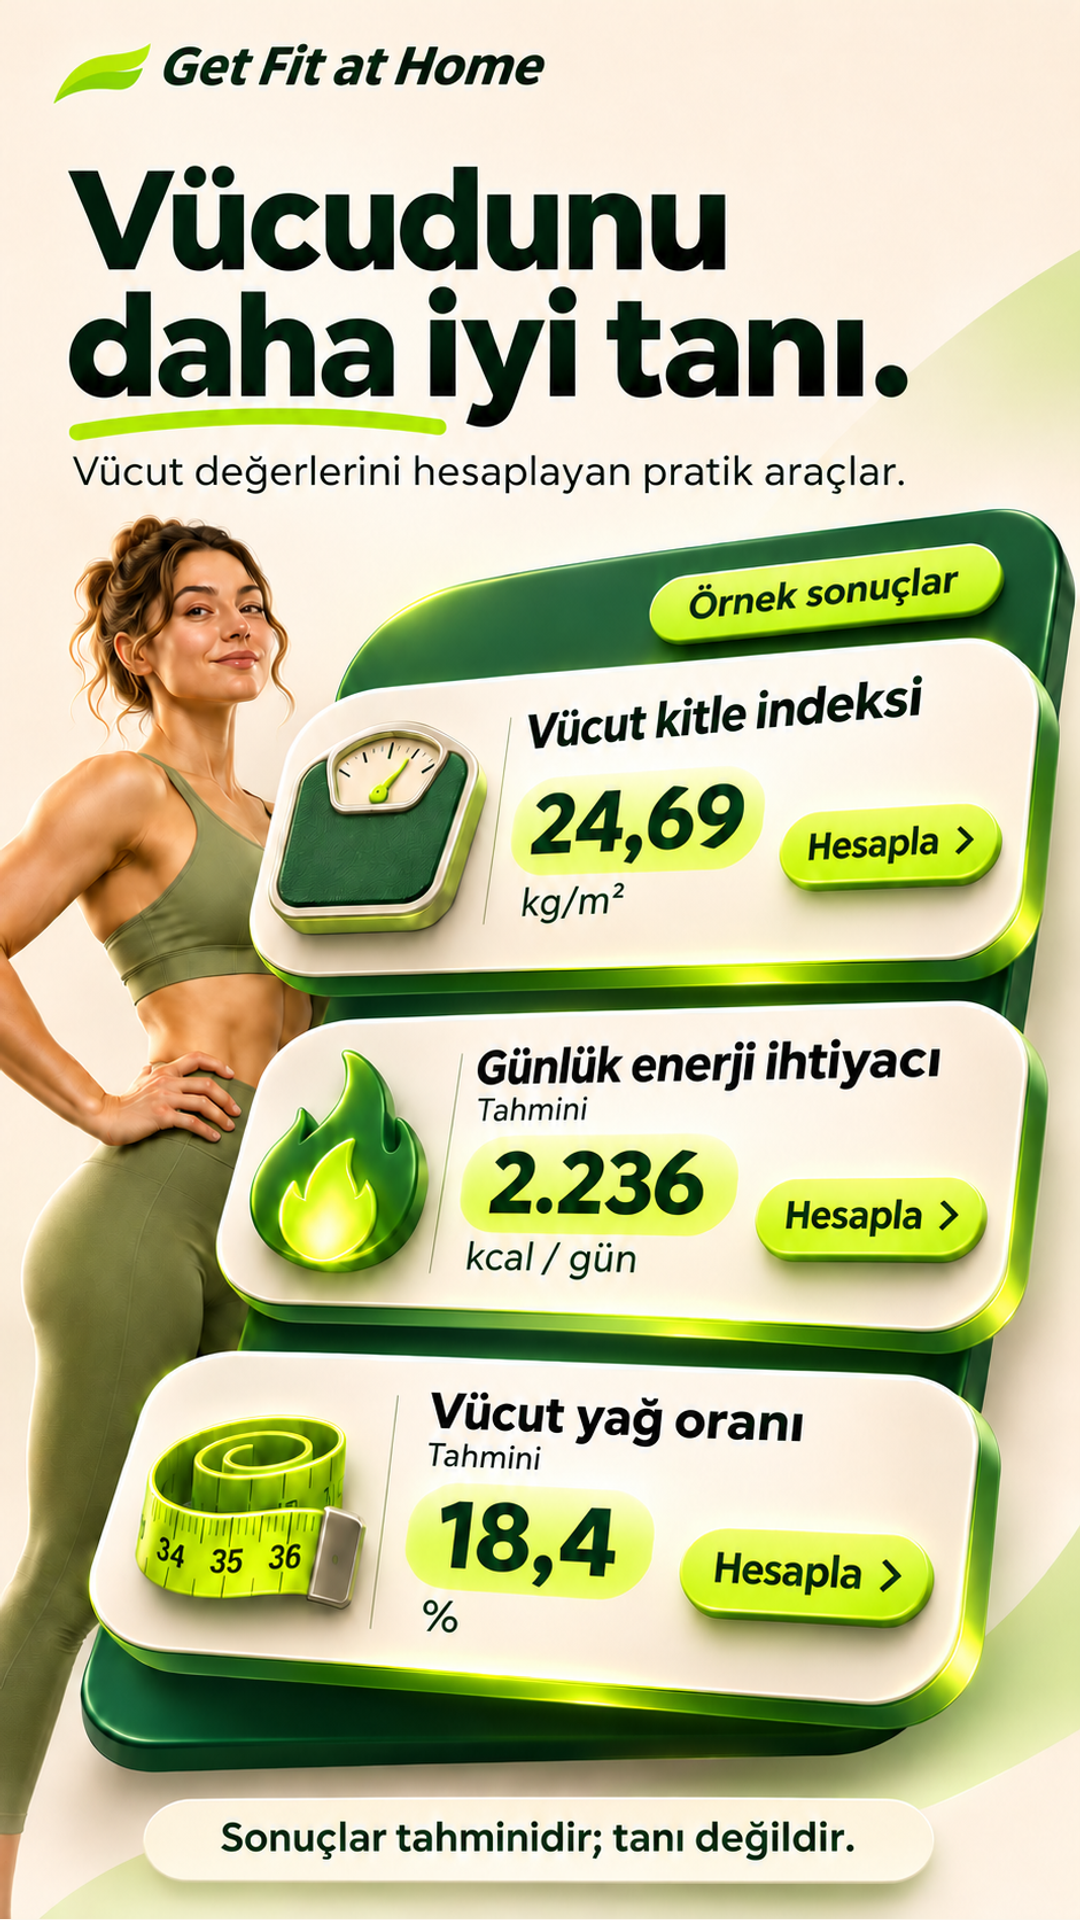 Get Fit at Home
Vücudunu
daha iyi tanı.
Vücut değerlerini hesaplayan pratik araçlar.
Örnek sonuçlar
Vücut kitle indeksi
24,69
kg/m²
Hesapla
Günlük enerji ihtiyacı
Tahmini
2.236
kcal / gün
Hesapla
Vücut yağ oranı
Tahmini
18,4
%
Hesapla
34 35 36
Sonuçlar tahminidir; tanı değildir.